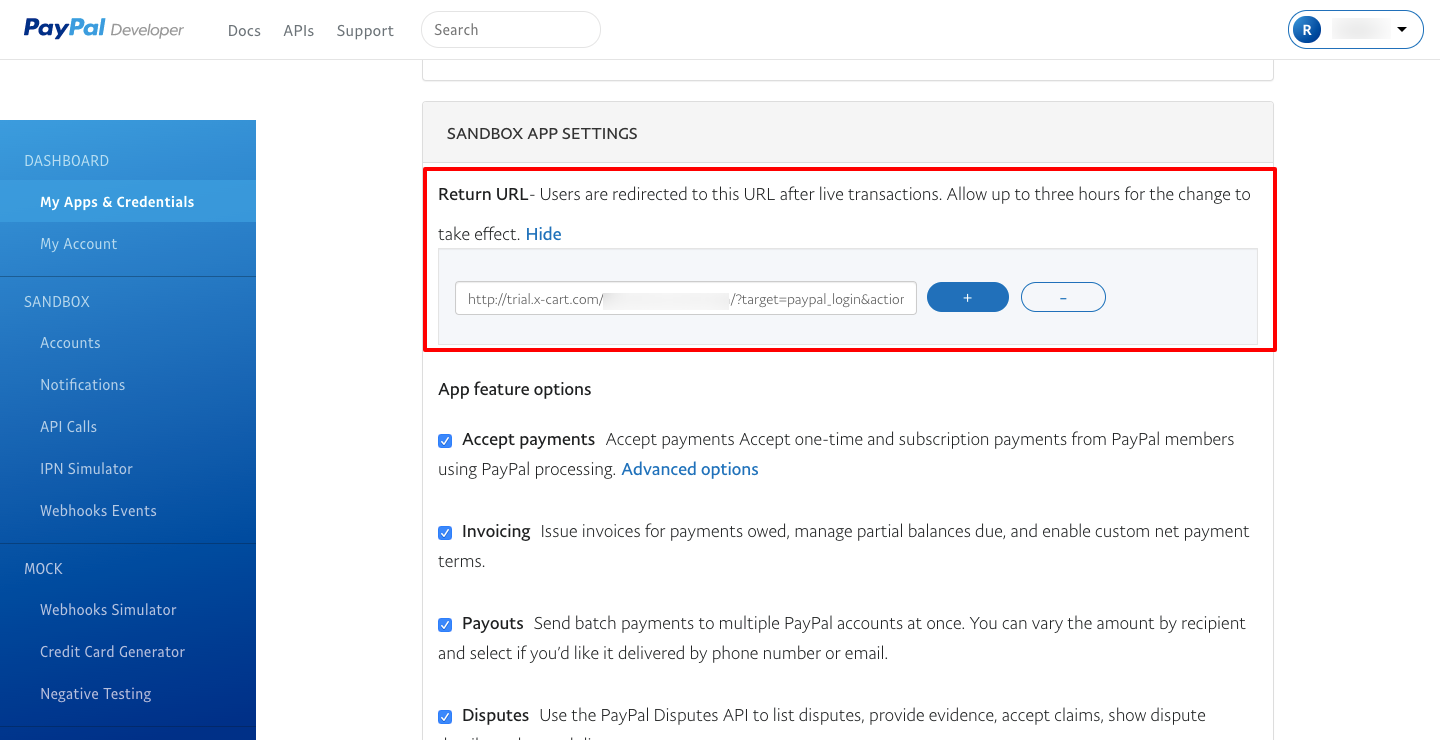 PayPal Developer
Docs APIs Support Search R
DASHBOARD
My Apps & Credentials
My Account
SANDBOX
Accounts
Notifications
API Calls
IPN Simulator
Webhooks Events
MOCK
Webhooks Simulator
Credit Card Generator
Negative Testing
SANDBOX APP SETTINGS
Return URL- Users are redirected to this URL after live transactions. Allow up to three hours for the change to
take effect. Hide
http://trial.x-cart.com/ /?target=paypal_login&action + –
App feature options
Accept payments Accept payments Accept one-time and subscription payments from PayPal members
using PayPal processing. Advanced options
Invoicing Issue invoices for payments owed, manage partial balances due, and enable custom net payment
terms.
Payouts Send batch payments to multiple PayPal accounts at once. You can vary the amount by recipient
and select if you’d like it delivered by phone number or email.
Disputes Use the PayPal Disputes API to list disputes, provide evidence, accept claims, show dispute